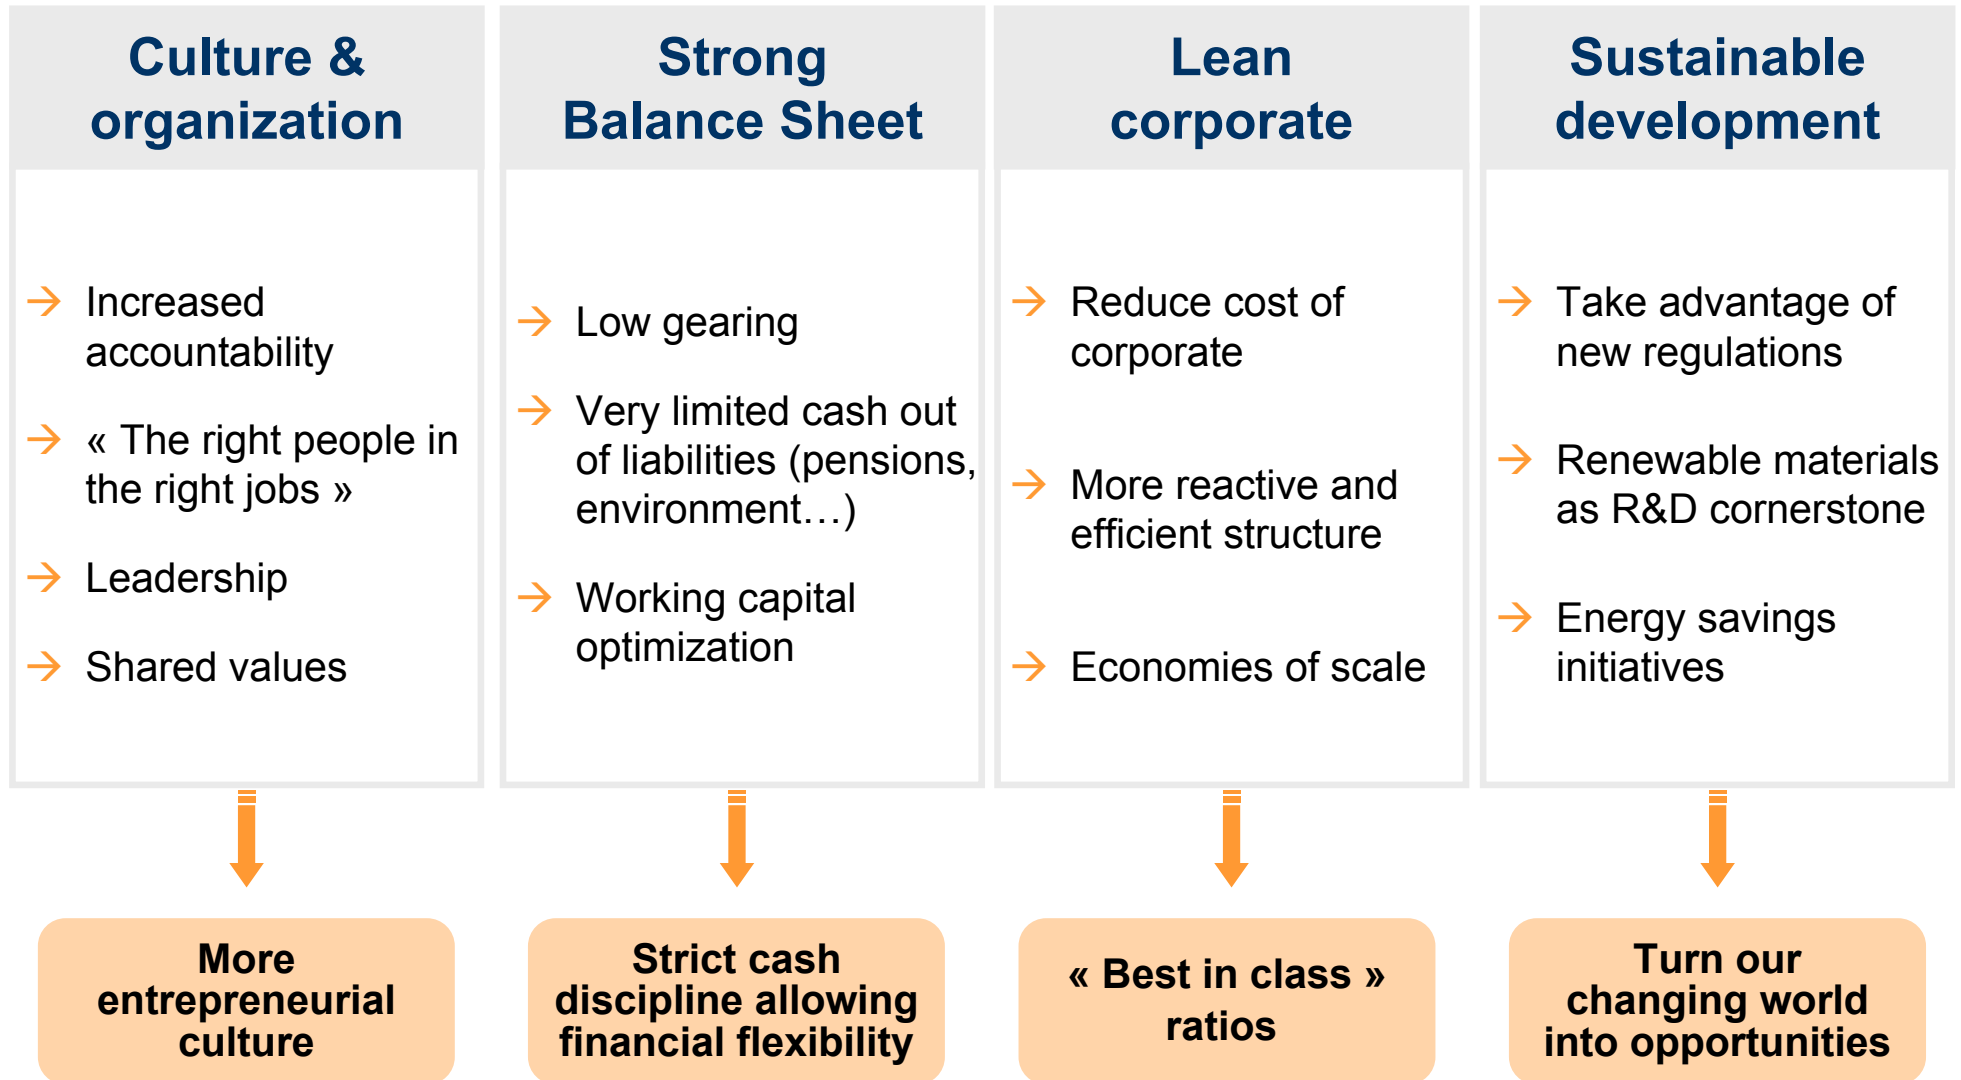 Culture &
organization
→ Increased
accountability
→ « The right people in
the right jobs »
→ Leadership
→ Shared values
More
entrepreneurial
culture
Strong
Balance Sheet
→ Low gearing
→ Very limited cash out
of liabilities (pensions,
environment…)
→ Working capital
optimization
Strict cash
discipline allowing
financial flexibility
Lean
corporate
→ Reduce cost of
corporate
→ More reactive and
efficient structure
→ Economies of scale
« Best in class »
ratios
Sustainable
development
→ Take advantage of
new regulations
→ Renewable materials
as R&D cornerstone
→ Energy savings
initiatives
Turn our
changing world
into opportunities